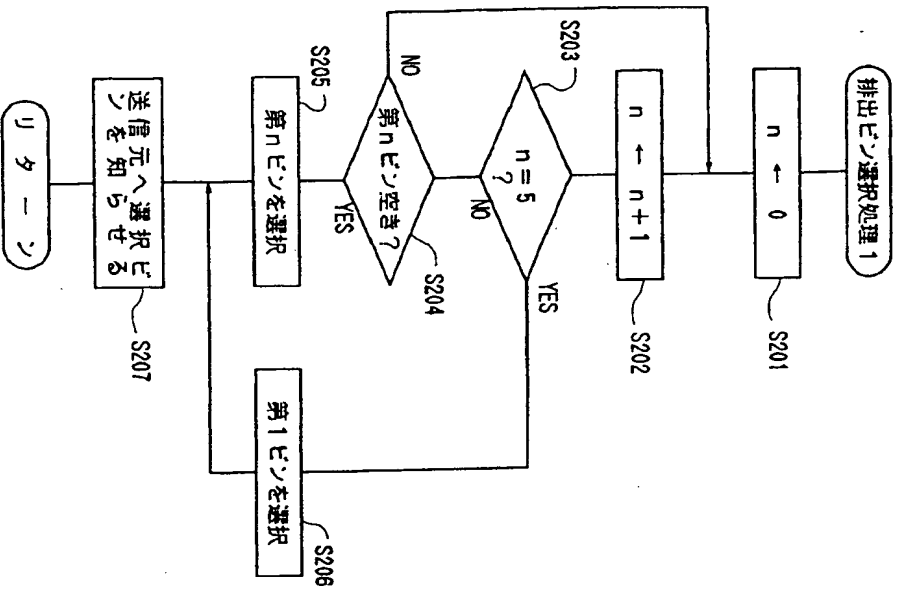 排出ビン選択処理1
n ← 0
S201
n ← n+1
S202
n=5
?
S203
YES
NO
第nビン空き?
S204
NO
YES
第nビンを選択
S205
第1ビンを選択
S206
送信元へ選択ビ
ンを知らせる
S207
リターン